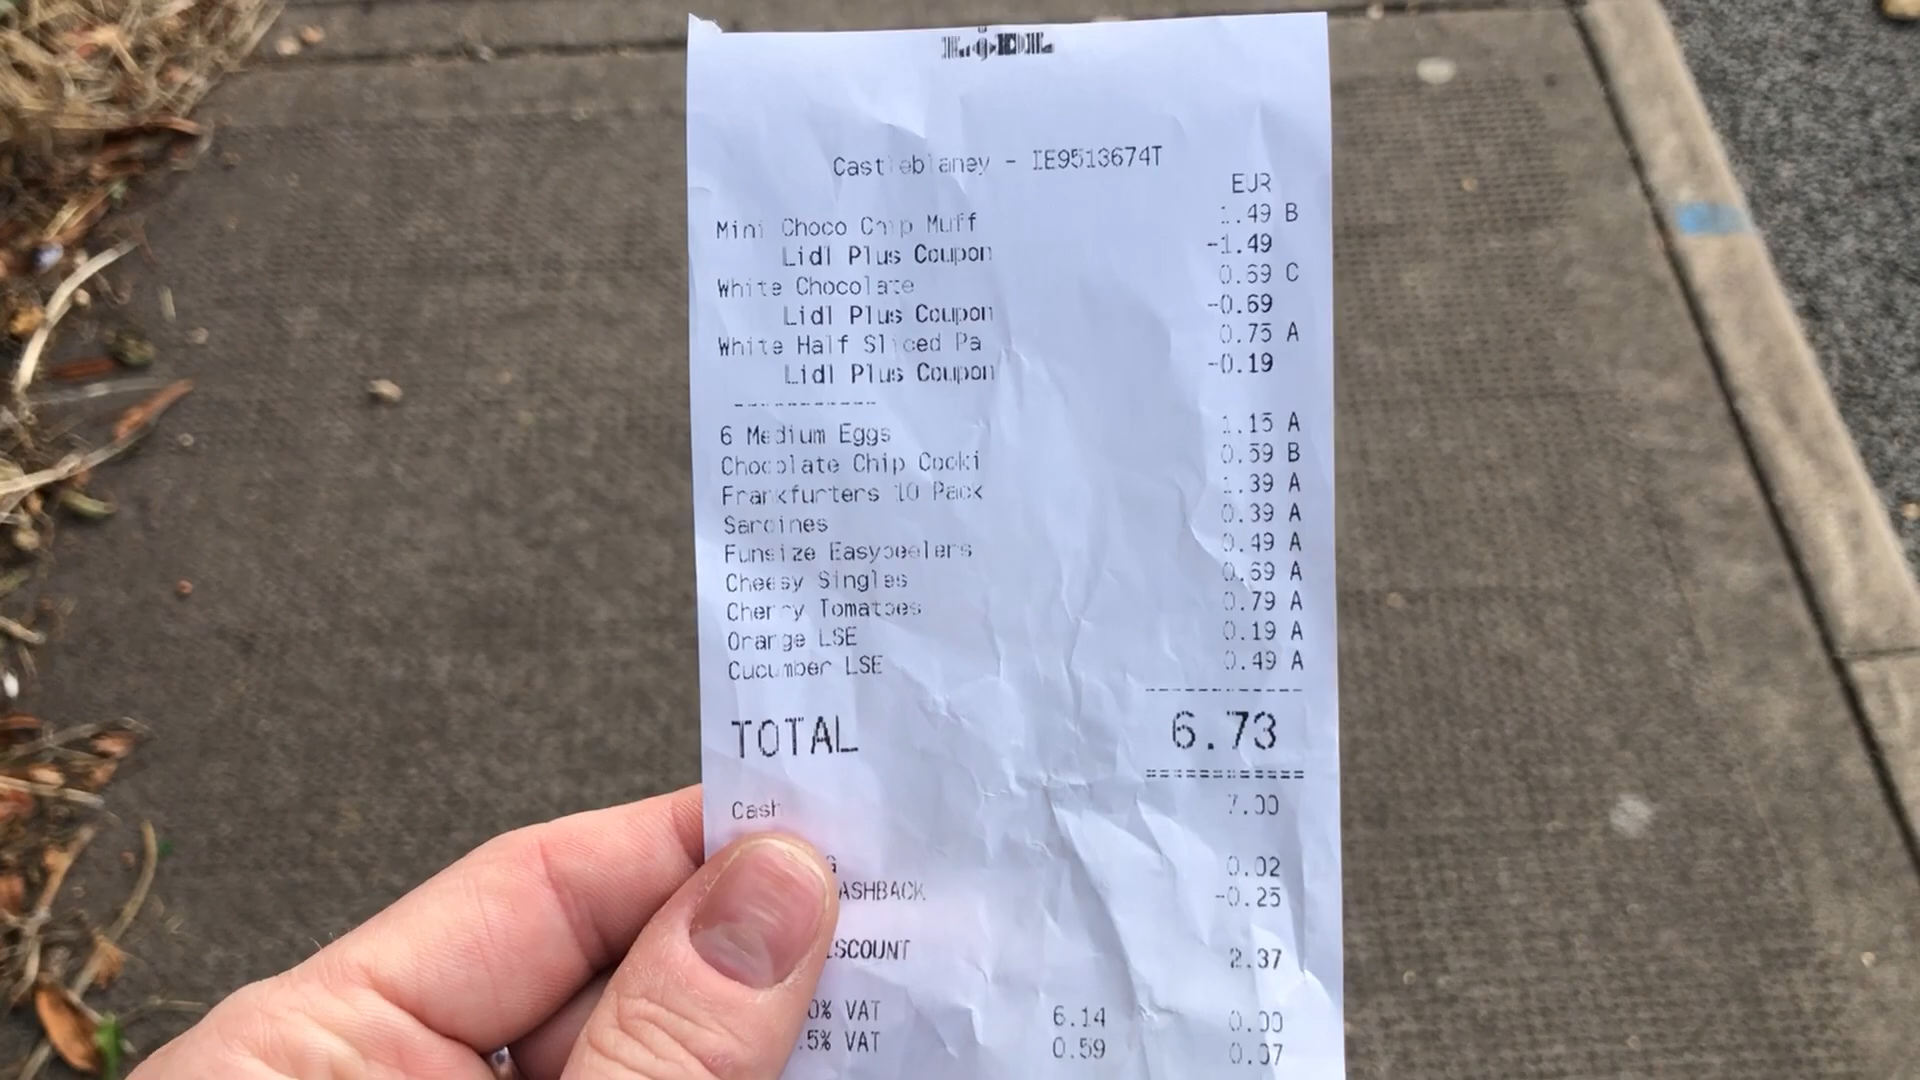 LiDL
Castleblaney - IE9513674T
EUR
Mini Choco Chip Muff 1.49 B
Lidl Plus Coupon -1.49
White Chocolate 0.69 C
Lidl Plus Coupon -0.69
White Half Sliced Pa 0.75 A
Lidl Plus Coupon -0.19
6 Medium Eggs 1.15 A
Chocolate Chip Cooki 0.59 B
Frankfurters 10 Pack 1.39 A
Sardines 0.39 A
Funsize Easypeelers 0.49 A
Cheesy Singles 0.69 A
Cherry Tomatoes 0.79 A
Orange LSE 0.19 A
Cucumber LSE 0.49 A
TOTAL 6.73
Cash 7.00
G 0.02
ASHBACK -0.25
ISCOUNT 2.37
0% VAT 6.14 0.00
.5% VAT 0.59 0.07